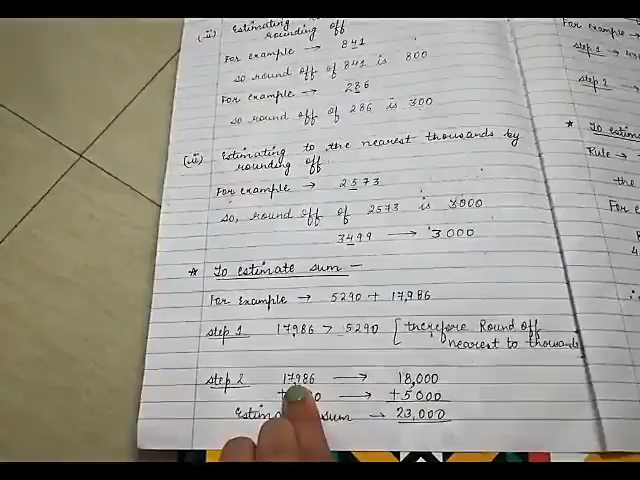 (ii) Estimating
rounding off
For example → 841
so round off of 841 is 800
For example → 286
so round off of 286 is 300
(iii) Estimating to the nearest thousands by
rounding off
For example → 2573
so, round off of 2573 is 3000
3499 → 3000
* To estimate sum —
For Example → 5290 + 17,986
step 1 17,986 > 5290 [therefore Round off
nearest to thousands
step 2 17,986 → 18,000
→ +5000
sum → 23,000
For example →
step 1 →
step 2 →
* To estima
Rule →
the
For e